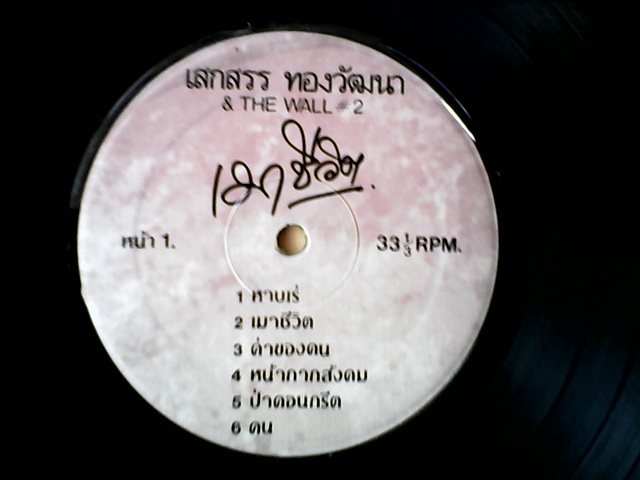 เสกสรร ทองวัฒนา
& THE WALL # 2
เมาชีวิต.
หน้า 1.
33 1/3 RPM.
1 หาบเร่
2 เมาชีวิต
3 ค่าของคน
4 หน้ากากสังคม
5 ป่าคอนกรีต
6 คน